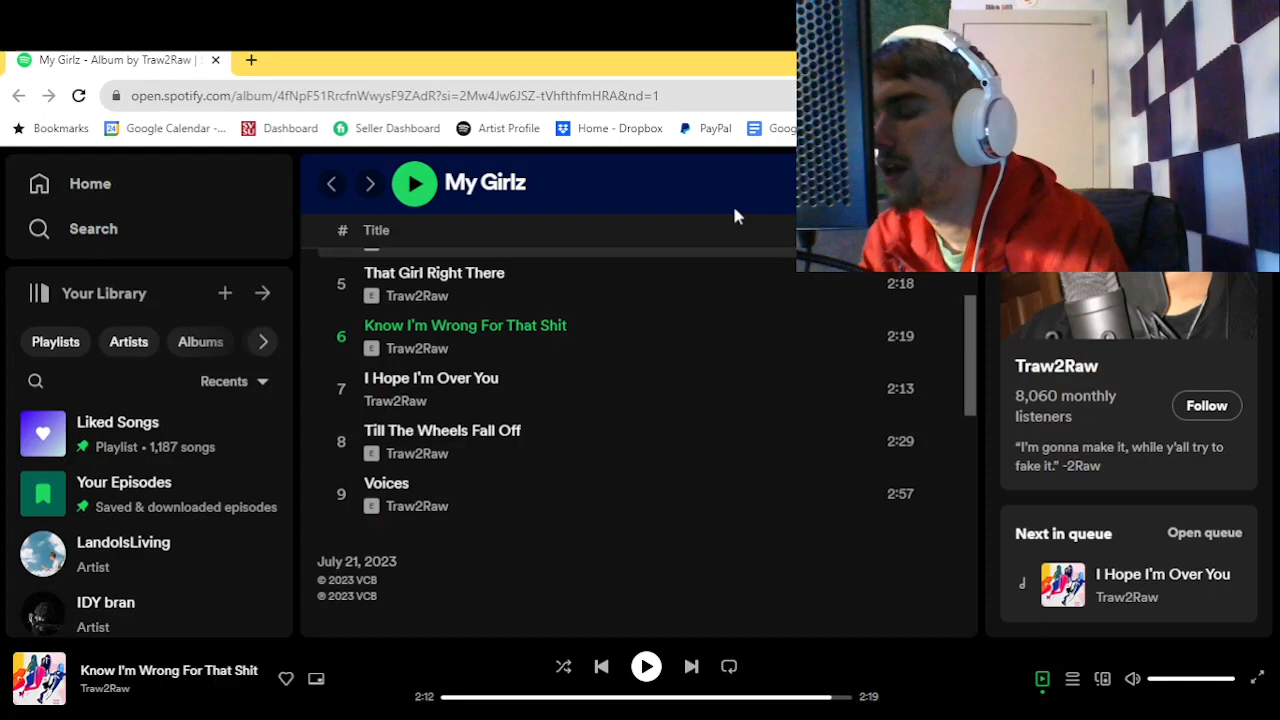 My Girlz - Album by Traw2Raw |
open.spotify.com/album/4fNpF51RrcfnWwysF9ZAdR?si=2Mw4Jw6JSZ-tVhfthfmHRA&nd=1
Bookmarks Google Calendar -... Dashboard Seller Dashboard Artist Profile Home - Dropbox PayPal Goog
Home
Search
Your Library
Playlists Artists Albums
Recents
Liked Songs
Playlist • 1,187 songs
Your Episodes
Saved & downloaded episodes
LandoIsLiving
Artist
IDY bran
Artist
My Girlz
# Title
5 That Girl Right There 2:18
E Traw2Raw
6 Know I'm Wrong For That Shit 2:19
E Traw2Raw
7 I Hope I'm Over You 2:13
Traw2Raw
8 Till The Wheels Fall Off 2:29
E Traw2Raw
9 Voices 2:57
E Traw2Raw
July 21, 2023
© 2023 VCB
© 2023 VCB
Traw2Raw
8,060 monthly
listeners
Follow
“I'm gonna make it, while y'all try to
fake it.” -2Raw
Next in queue Open queue
I Hope I'm Over You
Traw2Raw
Know I'm Wrong For That Shit
Traw2Raw
2:12 2:19